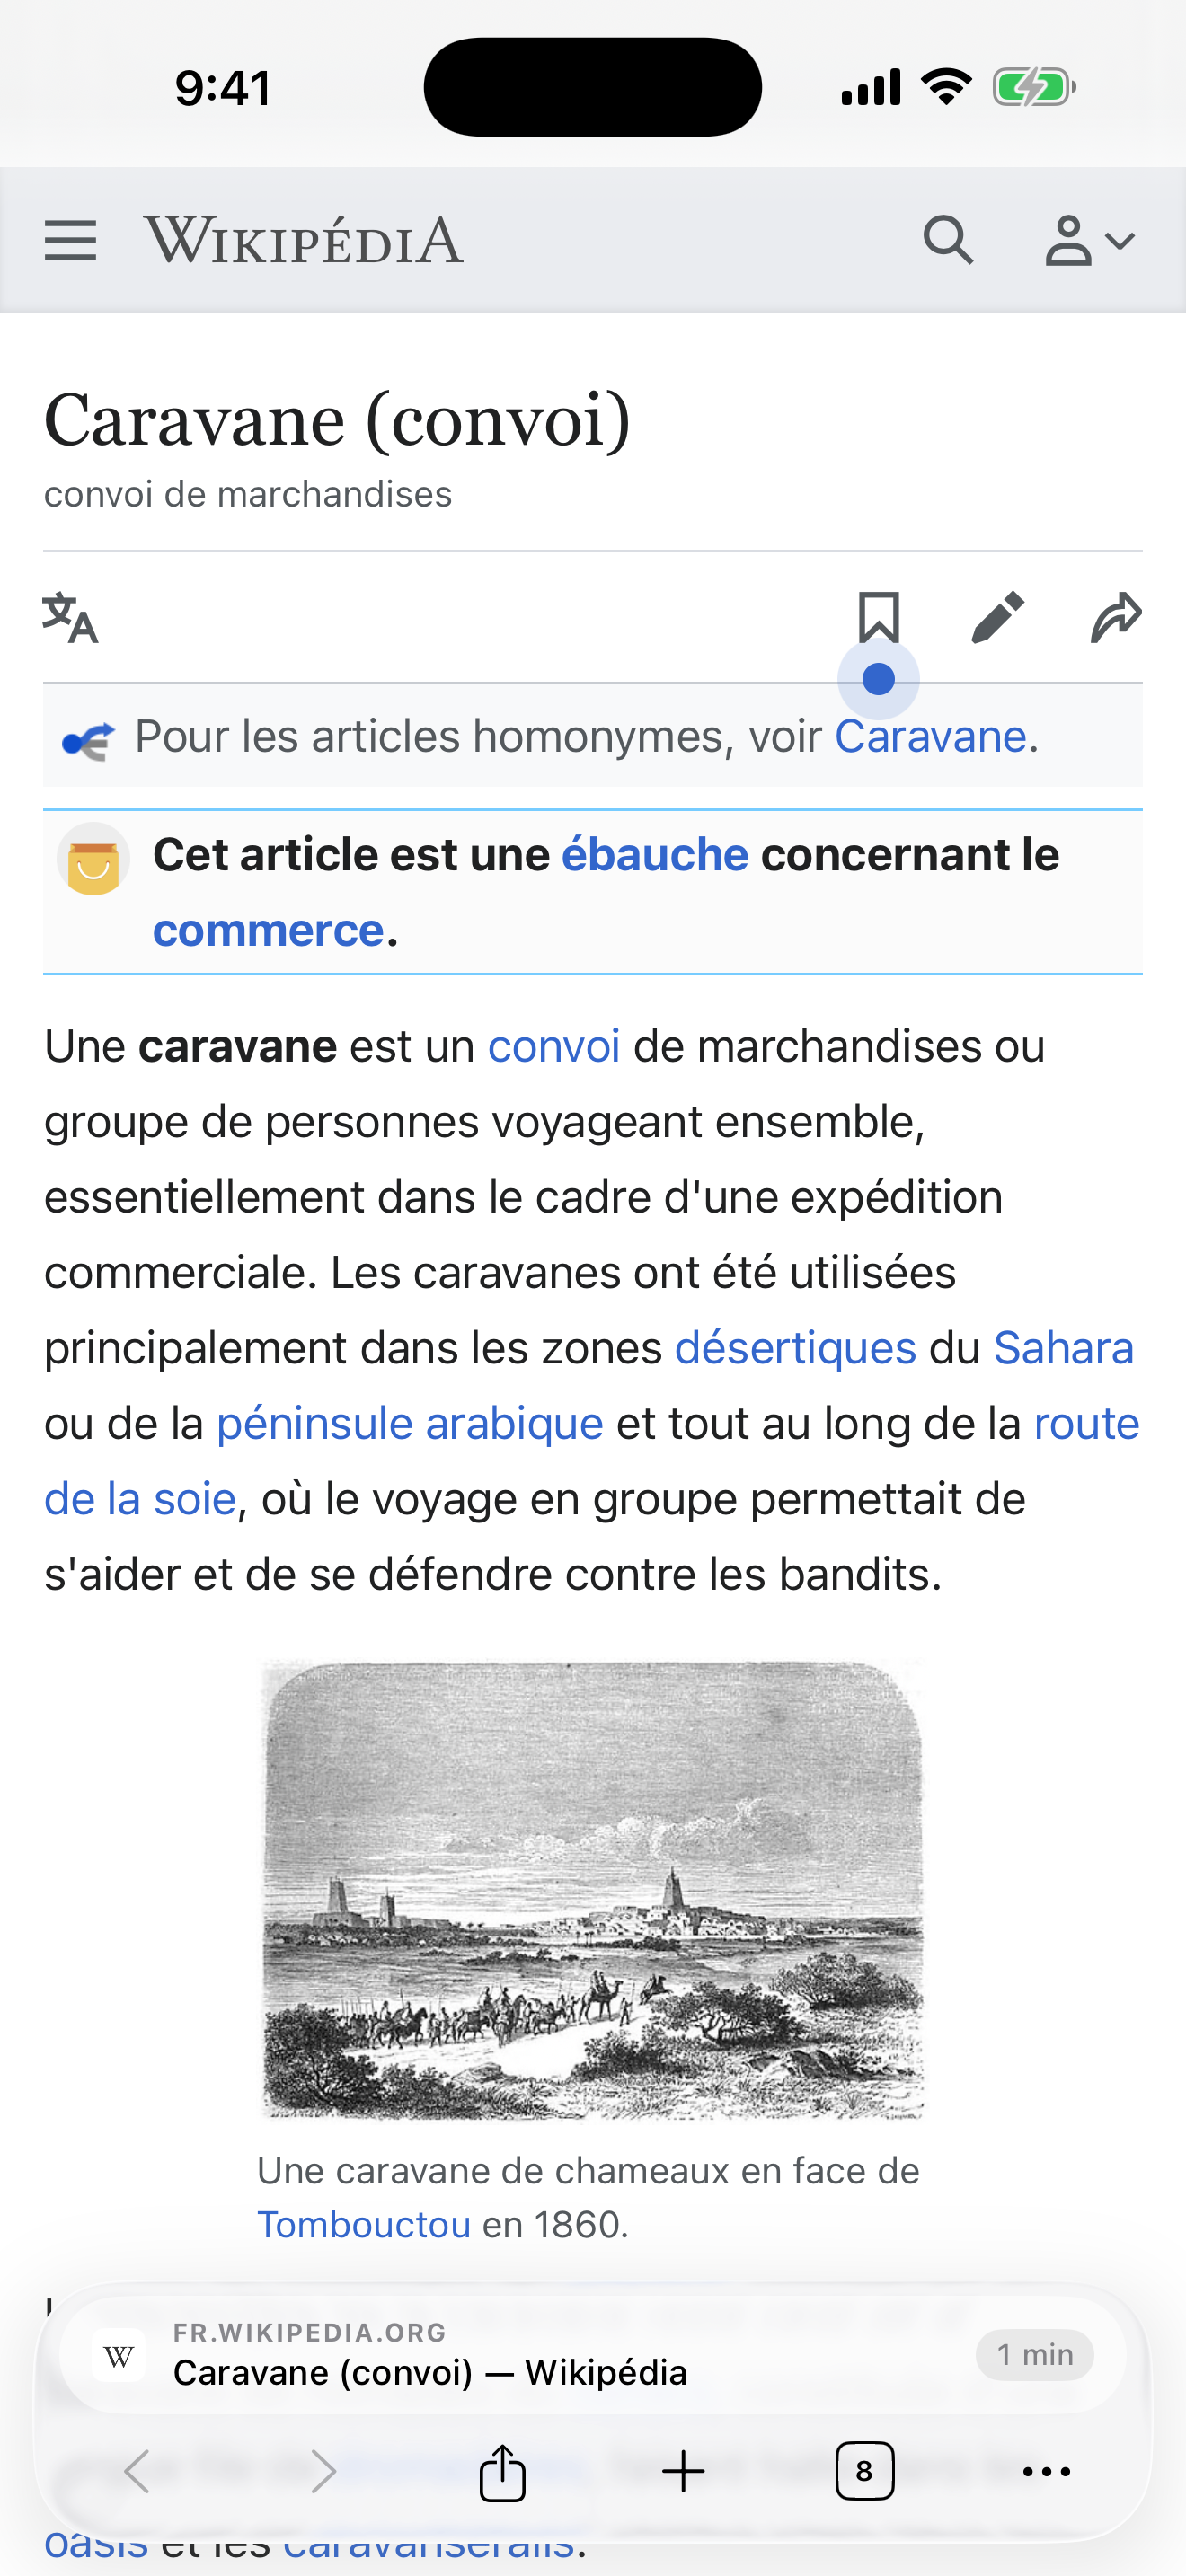 9:41
WIKIPÉDIA
Caravane (convoi)
convoi de marchandises
Pour les articles homonymes, voir Caravane.
Cet article est une ébauche concernant le
commerce.
Une caravane est un convoi de marchandises ou
groupe de personnes voyageant ensemble,
essentiellement dans le cadre d'une expédition
commerciale. Les caravanes ont été utilisées
principalement dans les zones désertiques du Sahara
ou de la péninsule arabique et tout au long de la route
de la soie, où le voyage en groupe permettait de
s'aider et de se défendre contre les bandits.
Une caravane de chameaux en face de
Tombouctou en 1860.
W
FR.WIKIPEDIA.ORG
Caravane (convoi) — Wikipédia
1 min
8
oasis et les caravansérails.